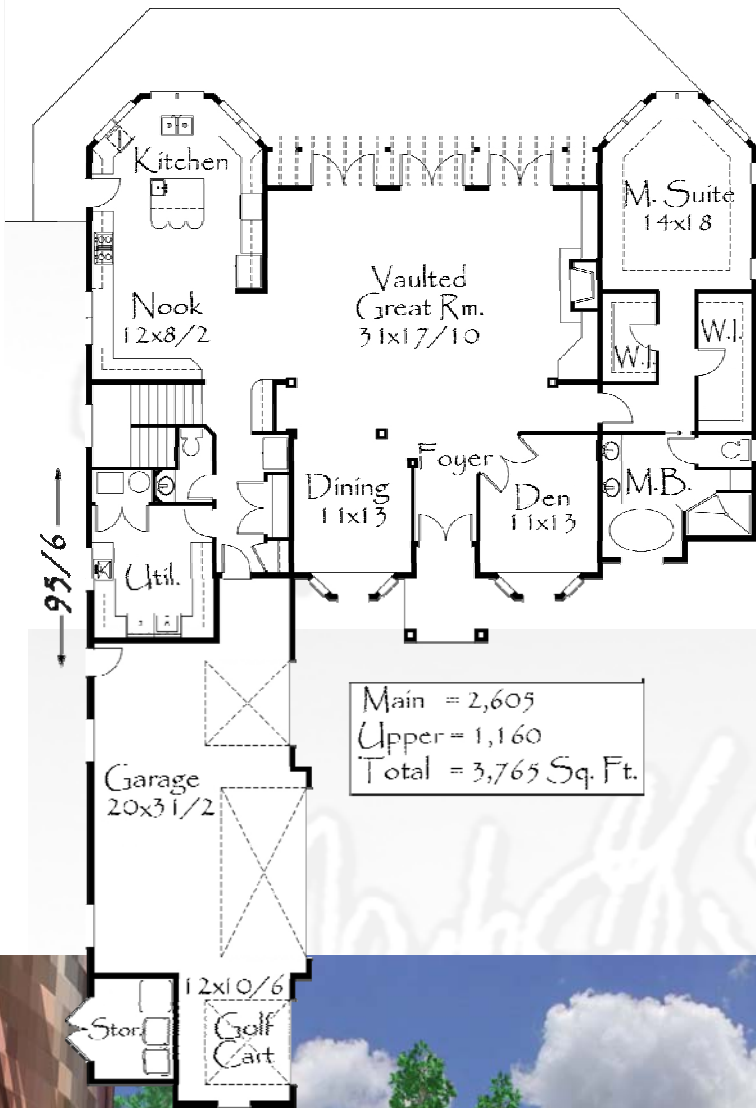 Kitchen
M. Suite
14x18
Vaulted
Great Rm.
31x17/10
Nook
12x8/2
W.I.
W.I.
Foyer
Dining
11x13
Den
11x13
M.B.
95/6
Util.
Main = 2,605
Upper = 1,160
Total = 3,765 Sq. Ft.
Garage
20x31/2
12x10/6
Stor.
Golf
Cart